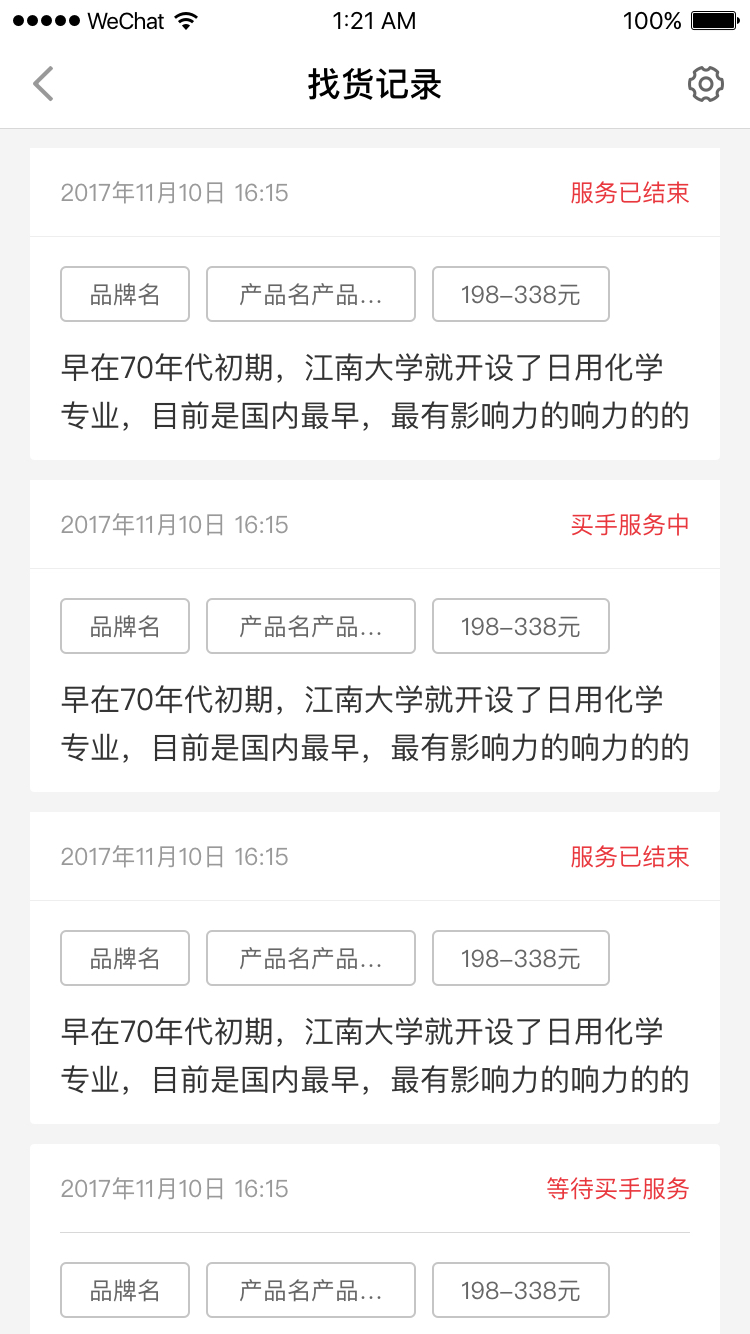 ●●●●● WeChat 1:21 AM 100%
找货记录
2017年11月10日 16:15 服务已结束
品牌名 产品名产品... 198–338元
早在70年代初期，江南大学就开设了日用化学
专业，目前是国内最早，最有影响力的响力的的
2017年11月10日 16:15 买手服务中
品牌名 产品名产品... 198–338元
早在70年代初期，江南大学就开设了日用化学
专业，目前是国内最早，最有影响力的响力的的
2017年11月10日 16:15 服务已结束
品牌名 产品名产品... 198–338元
早在70年代初期，江南大学就开设了日用化学
专业，目前是国内最早，最有影响力的响力的的
2017年11月10日 16:15 等待买手服务
品牌名 产品名产品... 198–338元